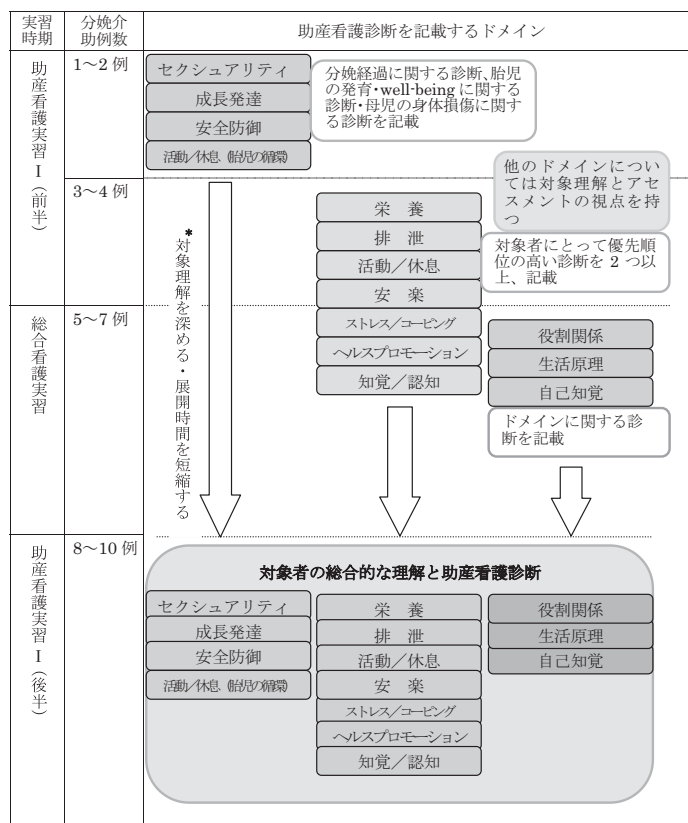 実習
時期
分娩介
助例数
助産看護診断を記載するドメイン
助産看護実習Ⅰ(前半)
1～2 例
セクシュアリティ
成長発達
安全防御
活動/休息（胎児の循環）
分娩経過に関する診断、胎児
の発育・well-being に関する
診断・母児の身体損傷に関す
る診断を記載
他のドメインについ
ては対象理解とアセ
スメントの視点を持
つ
3～4 例
*対象理解を深める・展開時間を短縮する
栄　養
排　泄
活動／休息
安　楽
ストレス/コーピング
ヘルスプロモーション
知覚／認知
対象者にとって優先順
位の高い診断を 2 つ以
上、記載
総合看護実習
5～7 例
役割関係
生活原理
自己知覚
ドメインに関する診
断を記載
助産看護実習Ⅰ(後半)
8～10 例
対象者の総合的な理解と助産看護診断
セクシュアリティ
成長発達
安全防御
活動/休息（胎児の循環）
栄　養
排　泄
活動／休息
安　楽
ストレス/コーピング
ヘルスプロモーション
知覚／認知
役割関係
生活原理
自己知覚